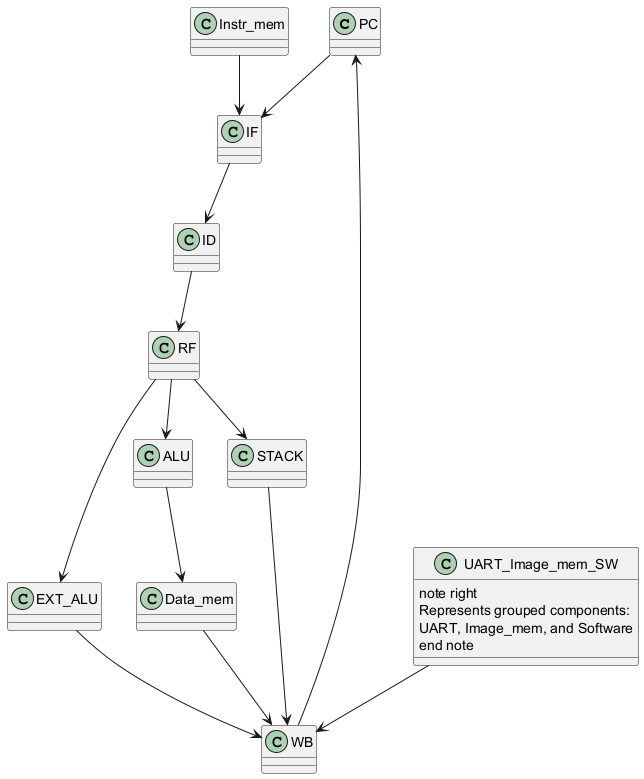 C Instr_mem
C PC
C IF
C ID
C RF
C ALU
C STACK
C UART_Image_mem_SW
note right
Represents grouped components:
UART, Image_mem, and Software
end note
C EXT_ALU
C Data_mem
C WB